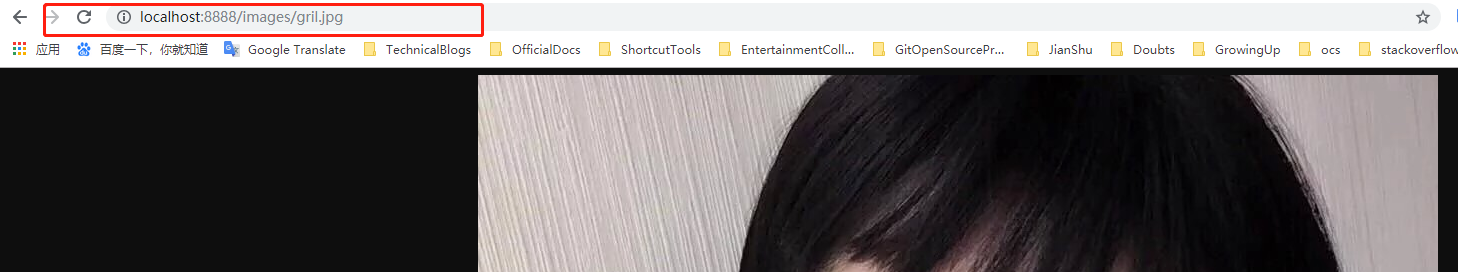 localhost:8888/images/gril.jpg
应用 百度一下，你就知道 Google Translate TechnicalBlogs OfficialDocs ShortcutTools EntertainmentColl... GitOpenSourcePr... JianShu Doubts GrowingUp ocs stackoverflow